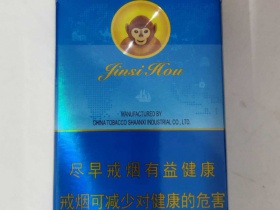 Jinsi Hou
MANUFACTURED BY
CHINA TOBACCO SHAANXI INDUSTRIAL CO., LTD.
尽早戒烟有益健康
戒烟可减少对健康的危害